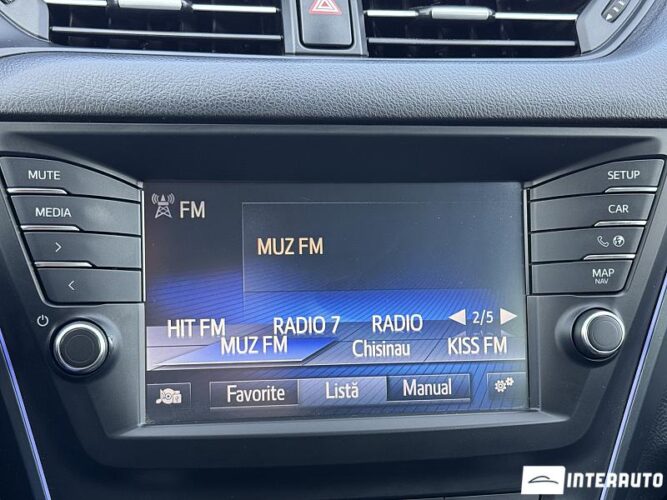 MUTE
SETUP
MEDIA
CAR
>
<
MAP
NAV
FM
MUZ FM
HIT FM RADIO 7 RADIO ◀ 2/5 ▶
MUZ FM Chisinau KISS FM
Favorite Listă Manual
INTERAUTO